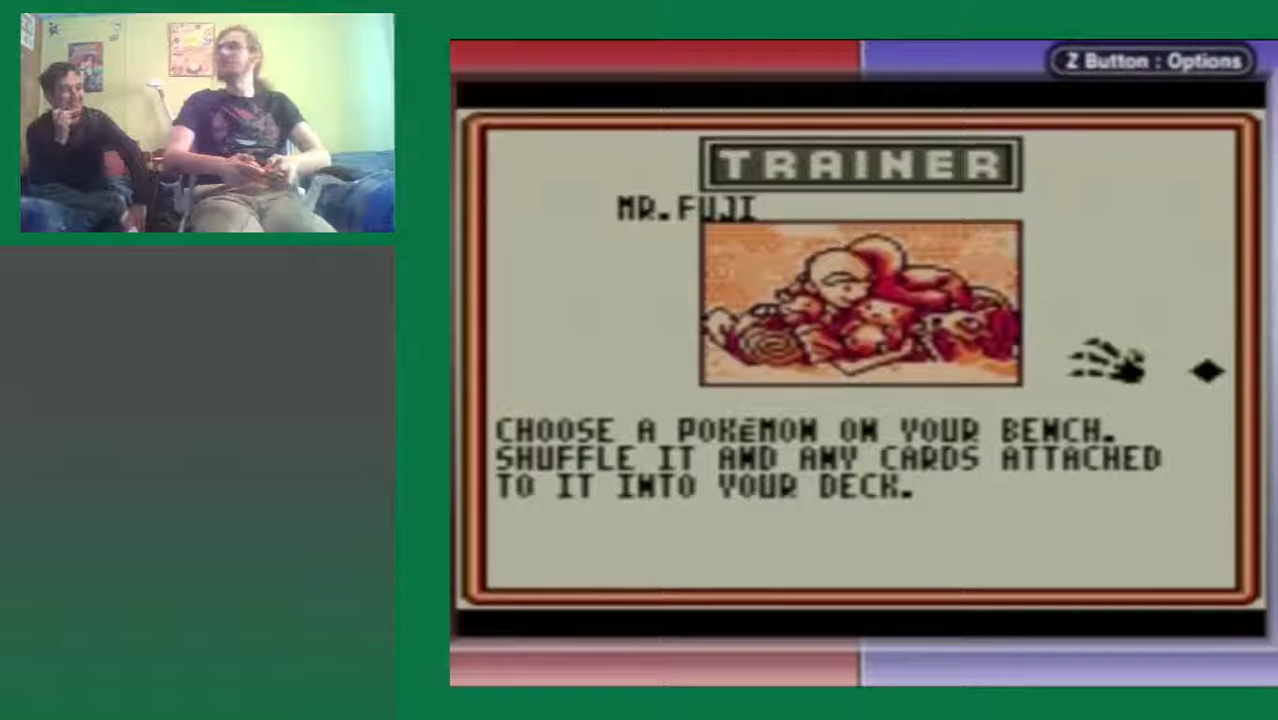 Z Button : Options
TRAINER
MR.FUJI
CHOOSE A POKéMON ON YOUR BENCH.
SHUFFLE IT AND ANY CARDS ATTACHED
TO IT INTO YOUR DECK.